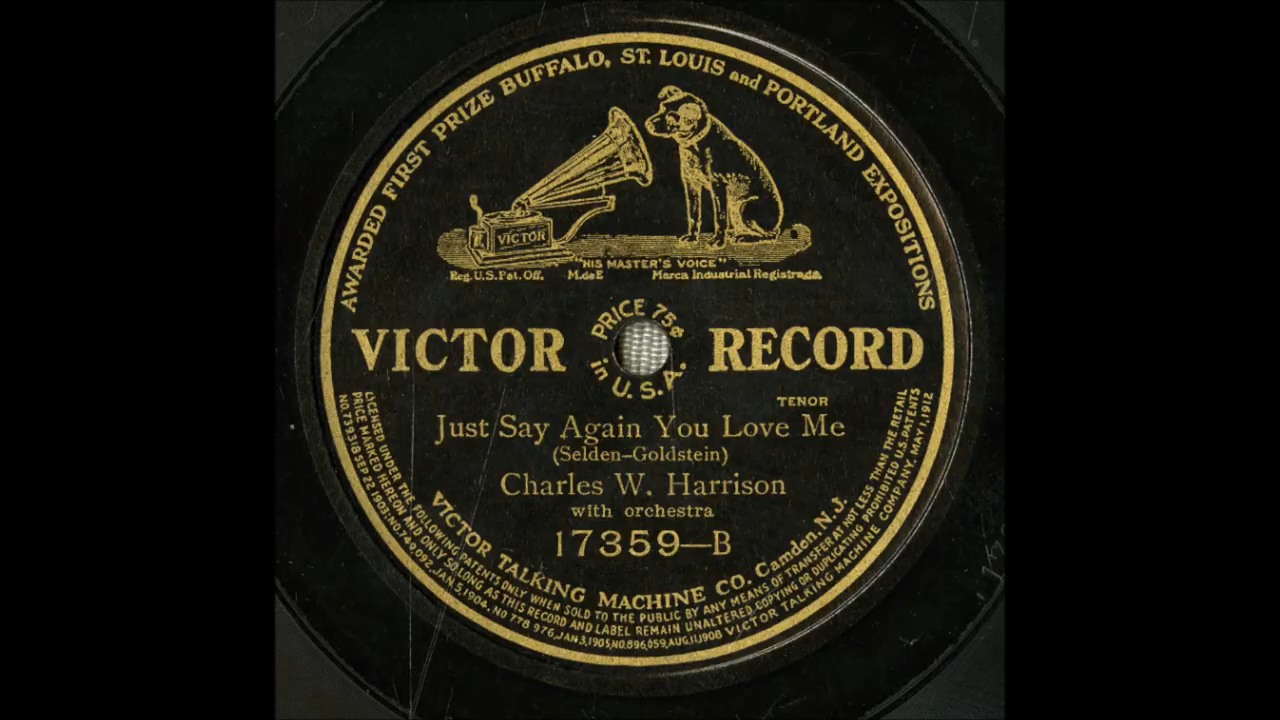 AWARDED FIRST PRIZE BUFFALO, ST. LOUIS and PORTLAND EXPOSITIONS
VICTOR
"HIS MASTER'S VOICE"
Reg. U.S. Pat. Off. M.deE Marca Industrial Registrada
PRICE 75¢
VICTOR RECORD
in U.S.A.
TENOR
Just Say Again You Love Me
(Selden–Goldstein)
Charles W. Harrison
with orchestra
17359–B
VICTOR TALKING MACHINE CO. Camden, N.J.
LICENSED UNDER THE FOLLOWING PATENTS ONLY WHEN SOLD TO THE PUBLIC BY ANY MEANS OF TRANSFER AT NOT LESS THAN THE RETAIL
PRICE MARKED HEREON AND ONLY SO LONG AS THIS RECORD AND LABEL REMAIN UNALTERED. COPYING OR DUPLICATING PROHIBITED U.S. PATENTS
NO. 739318 SEP 22 1903. NO. 749092, JAN. 5, 1904. NO 778 976, JAN 3, 1905, NO. 896,059, AUG. 11, 1908 VICTOR TALKING MACHINE COMPANY, MAY 1, 1912